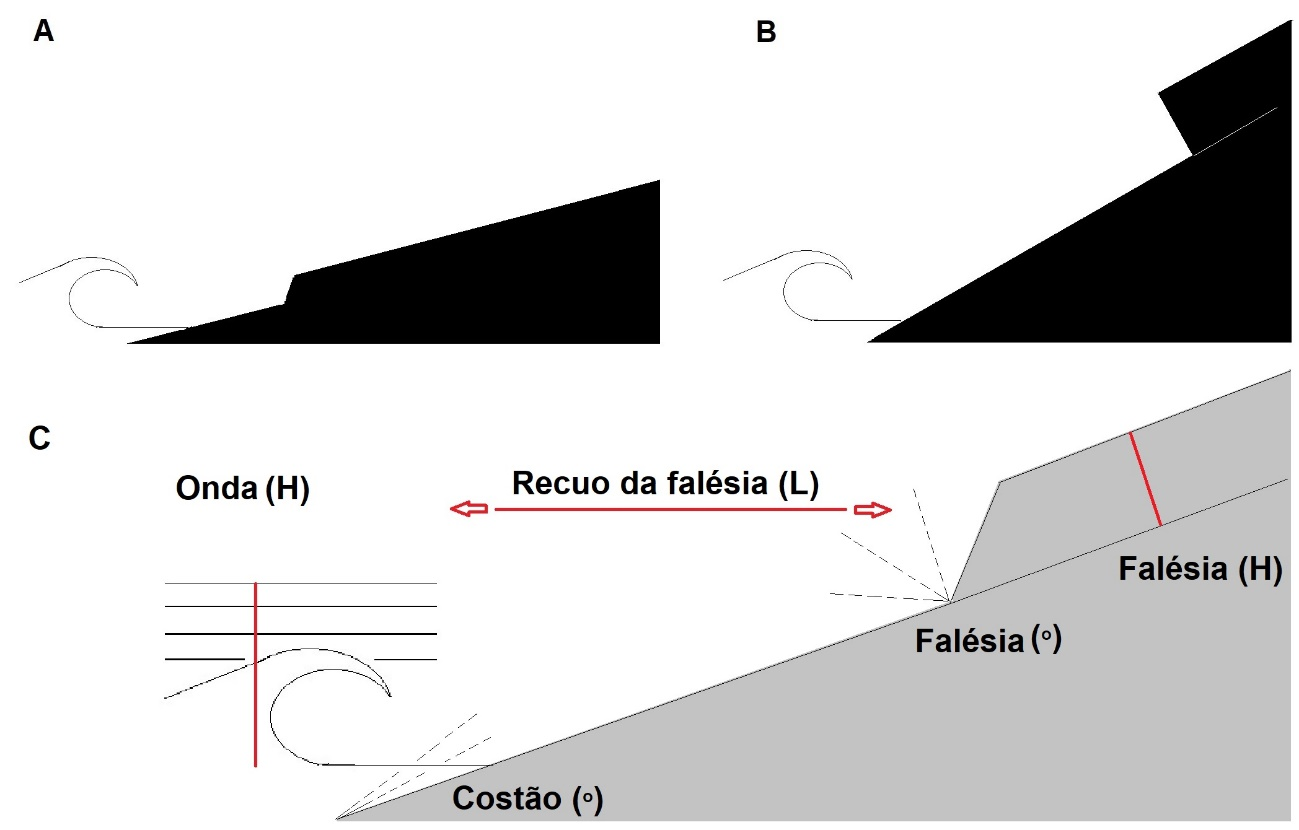 A
B
C
Onda (H)
Recuo da falésia (L)
Falésia (H)
Falésia (º)
Costão (º)